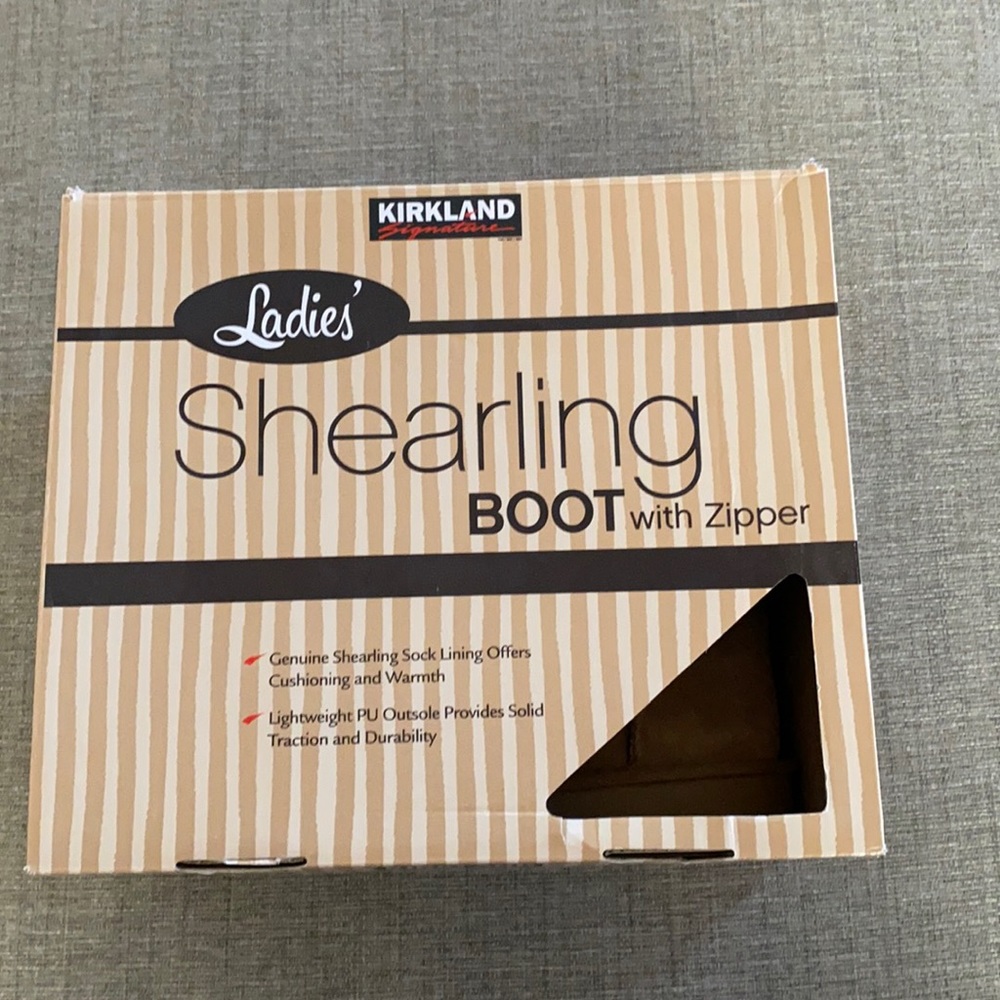 KIRKLAND
Signature
Ladies'
Shearling
BOOT with Zipper
Genuine Shearling Sock Lining Offers
Cushioning and Warmth
Lightweight PU Outsole Provides Solid
Traction and Durability